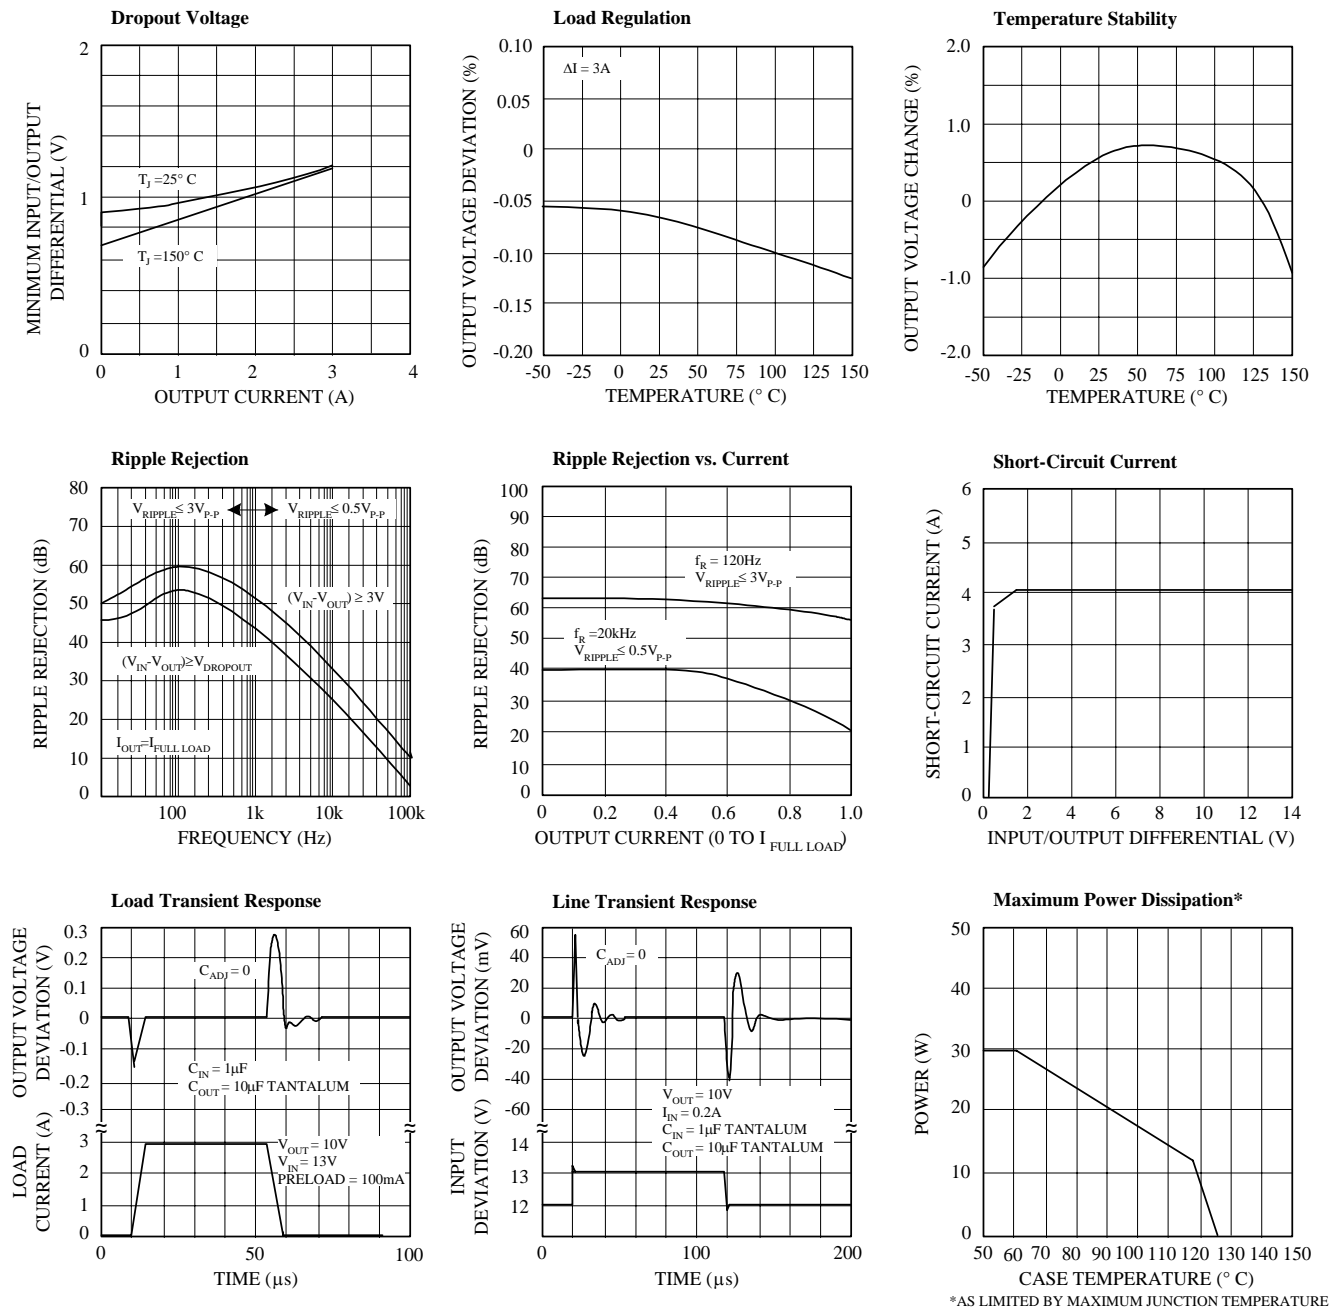 Dropout Voltage
MINIMUM INPUT/OUTPUT
DIFFERENTIAL (V)
2
1
0
T_J =25° C
T_J =150° C
0 1 2 3 4
OUTPUT CURRENT (A)
Load Regulation
OUTPUT VOLTAGE DEVIATION (%)
0.10
0.05
0
-0.05
-0.10
-0.15
-0.20
ΔI = 3A
-50 -25 0 25 50 75 100 125 150
TEMPERATURE (° C)
Temperature Stability
OUTPUT VOLTAGE CHANGE (%)
2.0
1.0
0
-1.0
-2.0
-50 -25 0 25 50 75 100 125 150
TEMPERATURE (° C)
Ripple Rejection
RIPPLE REJECTION (dB)
80
70
60
50
40
30
20
10
0
V_RIPPLE ≤ 3V_P-P
V_RIPPLE ≤ 0.5V_P-P
(V_IN-V_OUT) ≥ 3V
(V_IN-V_OUT)≥V_DROPOUT
I_OUT=I_FULL LOAD
100 1k 10k 100k
FREQUENCY (Hz)
Ripple Rejection vs. Current
RIPPLE REJECTION (dB)
100
90
80
70
60
50
40
30
20
10
0
f_R = 120Hz
V_RIPPLE ≤ 3V_P-P
f_R =20kHz
V_RIPPLE ≤ 0.5V_P-P
0 0.2 0.4 0.6 0.8 1.0
OUTPUT CURRENT (0 TO I_FULL LOAD)
Short-Circuit Current
SHORT-CIRCUIT CURRENT (A)
6
5
4
3
2
1
0
0 2 4 6 8 10 12 14
INPUT/OUTPUT DIFFERENTIAL (V)
Load Transient Response
OUTPUT VOLTAGE
DEVIATION (V)
0.3
0.2
0.1
0
-0.1
-0.2
-0.3
C_ADJ = 0
C_IN = 1µF
C_OUT = 10µF TANTALUM
LOAD
CURRENT (A)
3
2
1
0
V_OUT = 10V
V_IN = 13V
PRELOAD = 100mA
0 50 100
TIME (µs)
Line Transient Response
OUTPUT VOLTAGE
DEVIATION (mV)
60
40
20
0
-20
-40
-60
C_ADJ = 0
V_OUT = 10V
I_IN = 0.2A
C_IN = 1µF TANTALUM
C_OUT = 10µF TANTALUM
INPUT
DEVIATION (V)
14
13
12
0 100 200
TIME (µs)
Maximum Power Dissipation*
POWER (W)
50
40
30
20
10
0
50 60 70 80 90 100 110 120 130 140 150
CASE TEMPERATURE (° C)
*AS LIMITED BY MAXIMUM JUNCTION TEMPERATURE